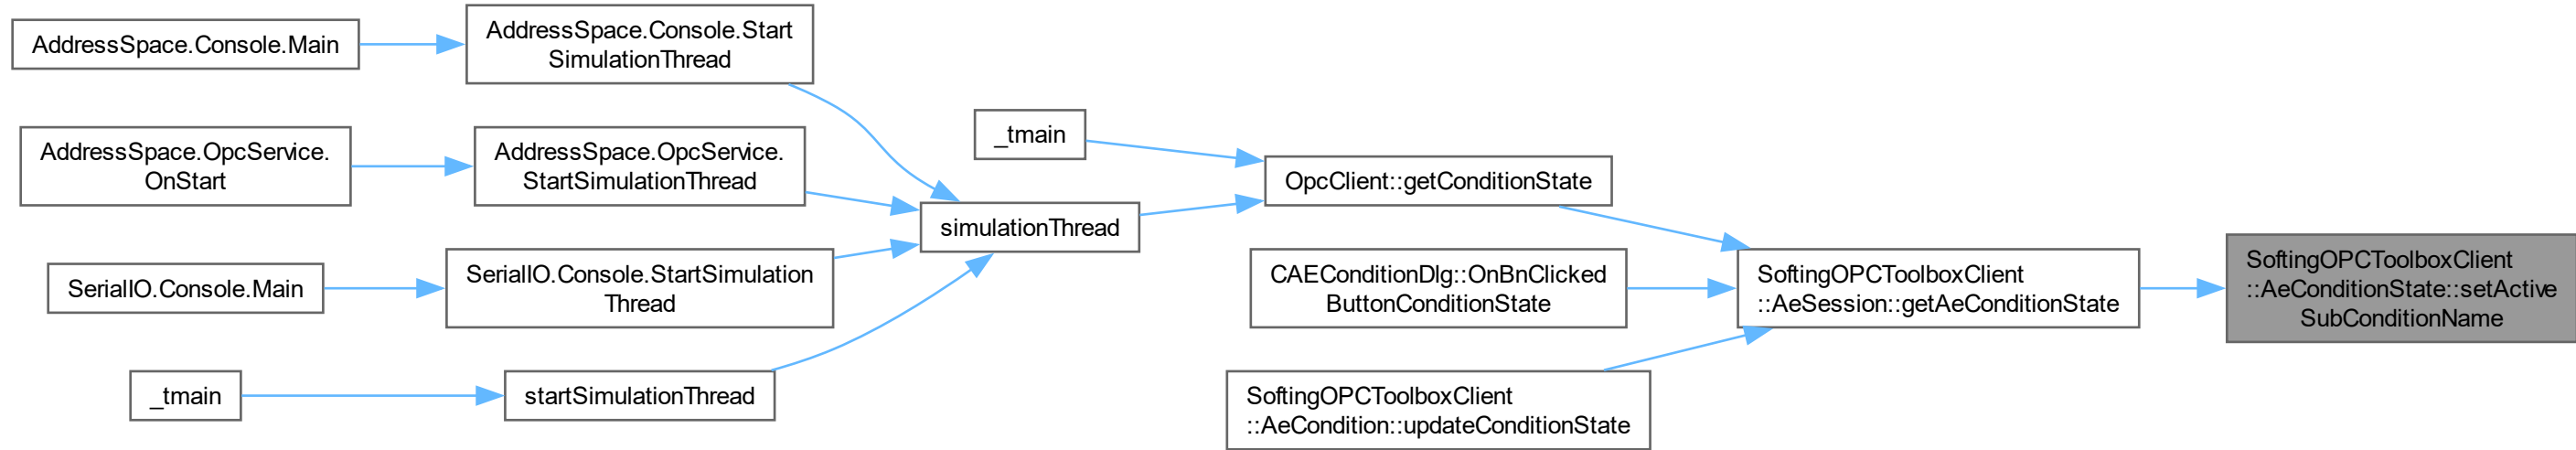 AddressSpace.Console.Main
AddressSpace.Console.Start
SimulationThread
AddressSpace.OpcService.
OnStart
AddressSpace.OpcService.
StartSimulationThread
SerialIO.Console.Main
SerialIO.Console.StartSimulation
Thread
_tmain
startSimulationThread
simulationThread
_tmain
OpcClient::getConditionState
CAEConditionDlg::OnBnClicked
ButtonConditionState
SoftingOPCToolboxClient
::AeCondition::updateConditionState
SoftingOPCToolboxClient
::AeSession::getAeConditionState
SoftingOPCToolboxClient
::AeConditionState::setActive
SubConditionName